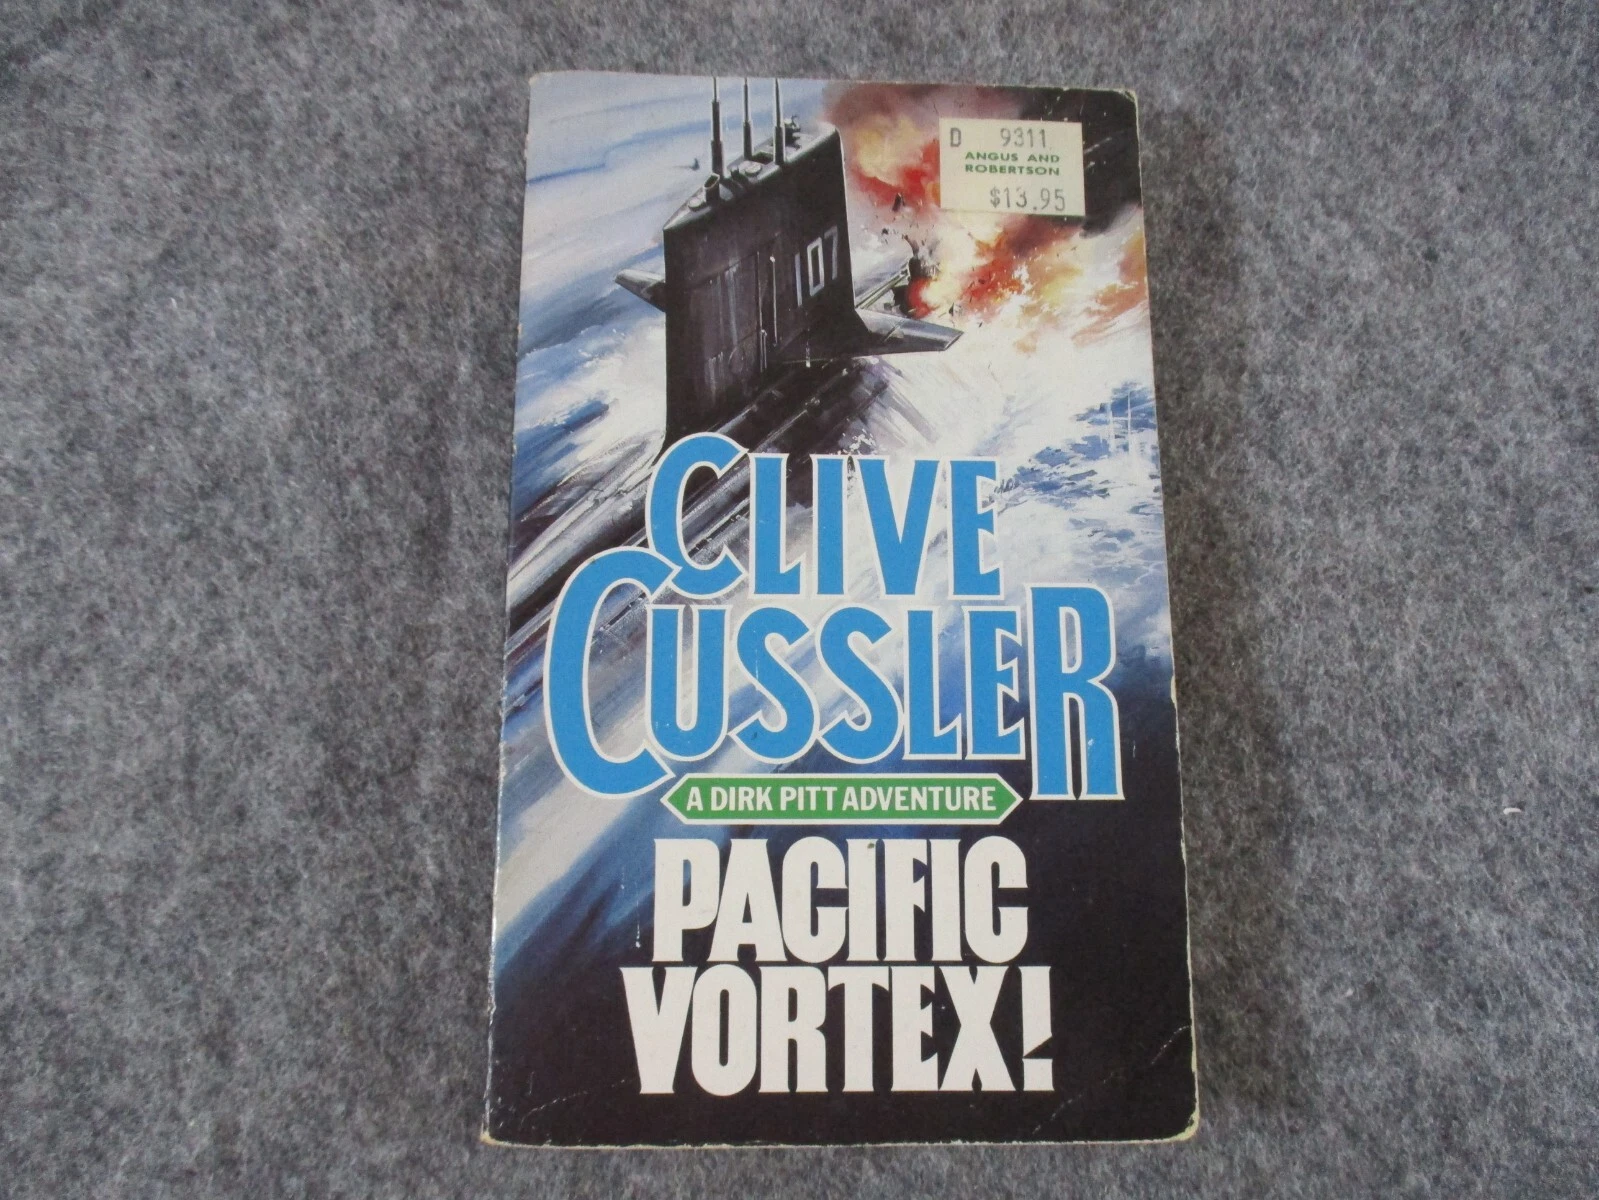 D 9311
ANGUS AND
ROBERTSON
$13.95
107
CLIVE
CUSSLER
A DIRK PITT ADVENTURE
PACIFIC
VORTEX!